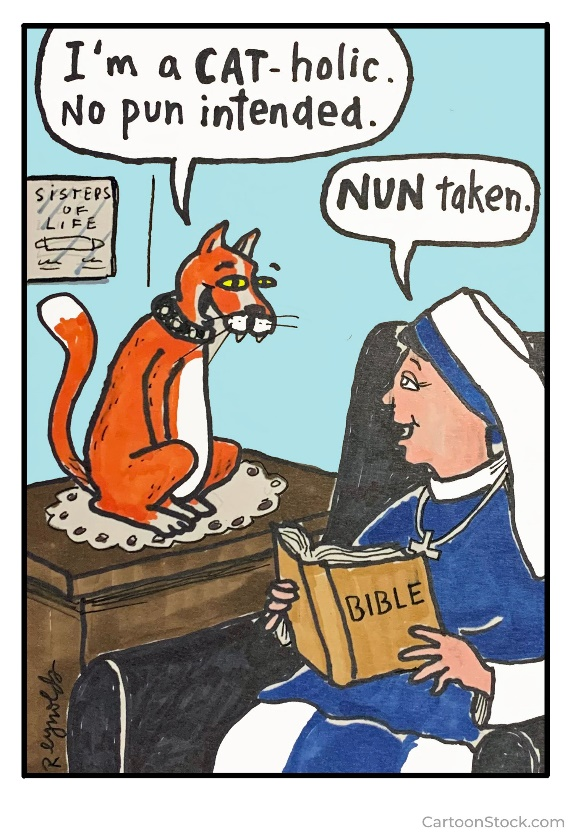 I'm a CAT-holic.
No pun intended.
NUN taken.
SISTERS
OF
LIFE
BIBLE
Reynolds
CartoonStock.com